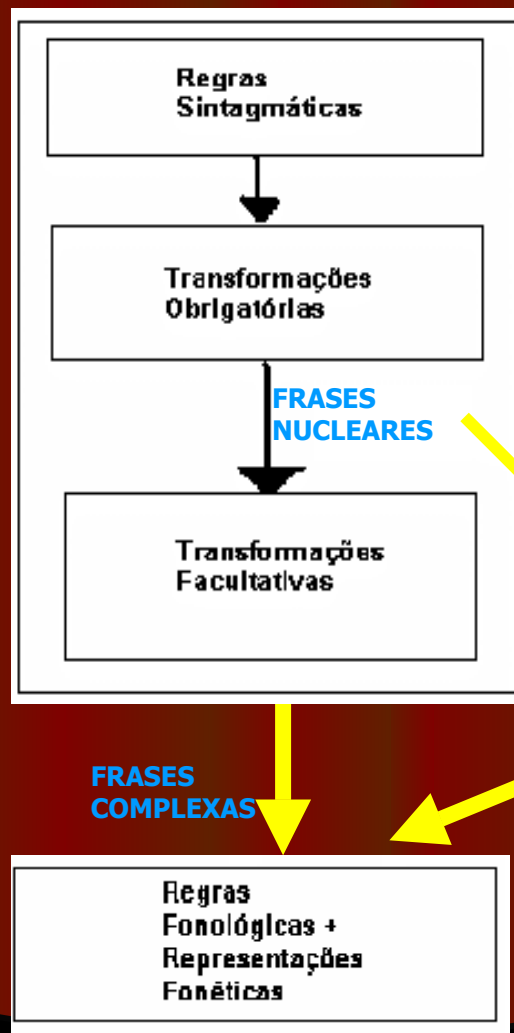 Regras
Sintagmáticas
Transformações
Obrigatórias
FRASES
NUCLEARES
Transformações
Facultativas
FRASES
COMPLEXAS
Regras
Fonológicas +
Representações
Fonéticas